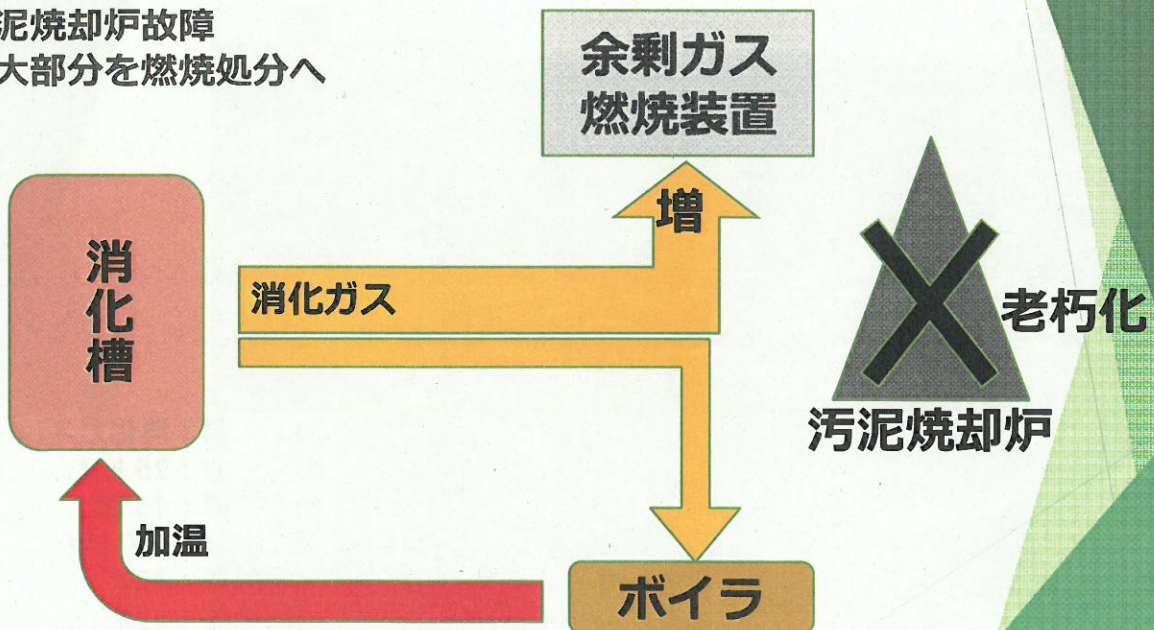 泥焼却炉故障
大部分を燃焼処分へ
余剰ガス
燃焼装置
増
消化槽
消化ガス
老朽化
汚泥焼却炉
加温
ボイラ